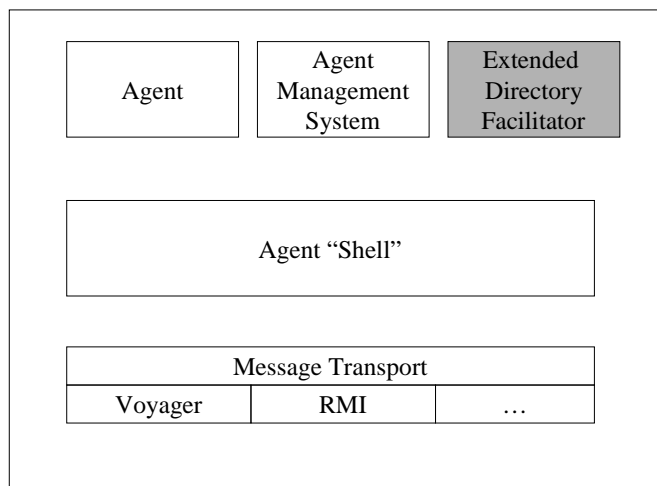 Agent
Agent
Management
System
Extended
Directory
Facilitator
Agent “Shell”
Message Transport
Voyager
RMI
…